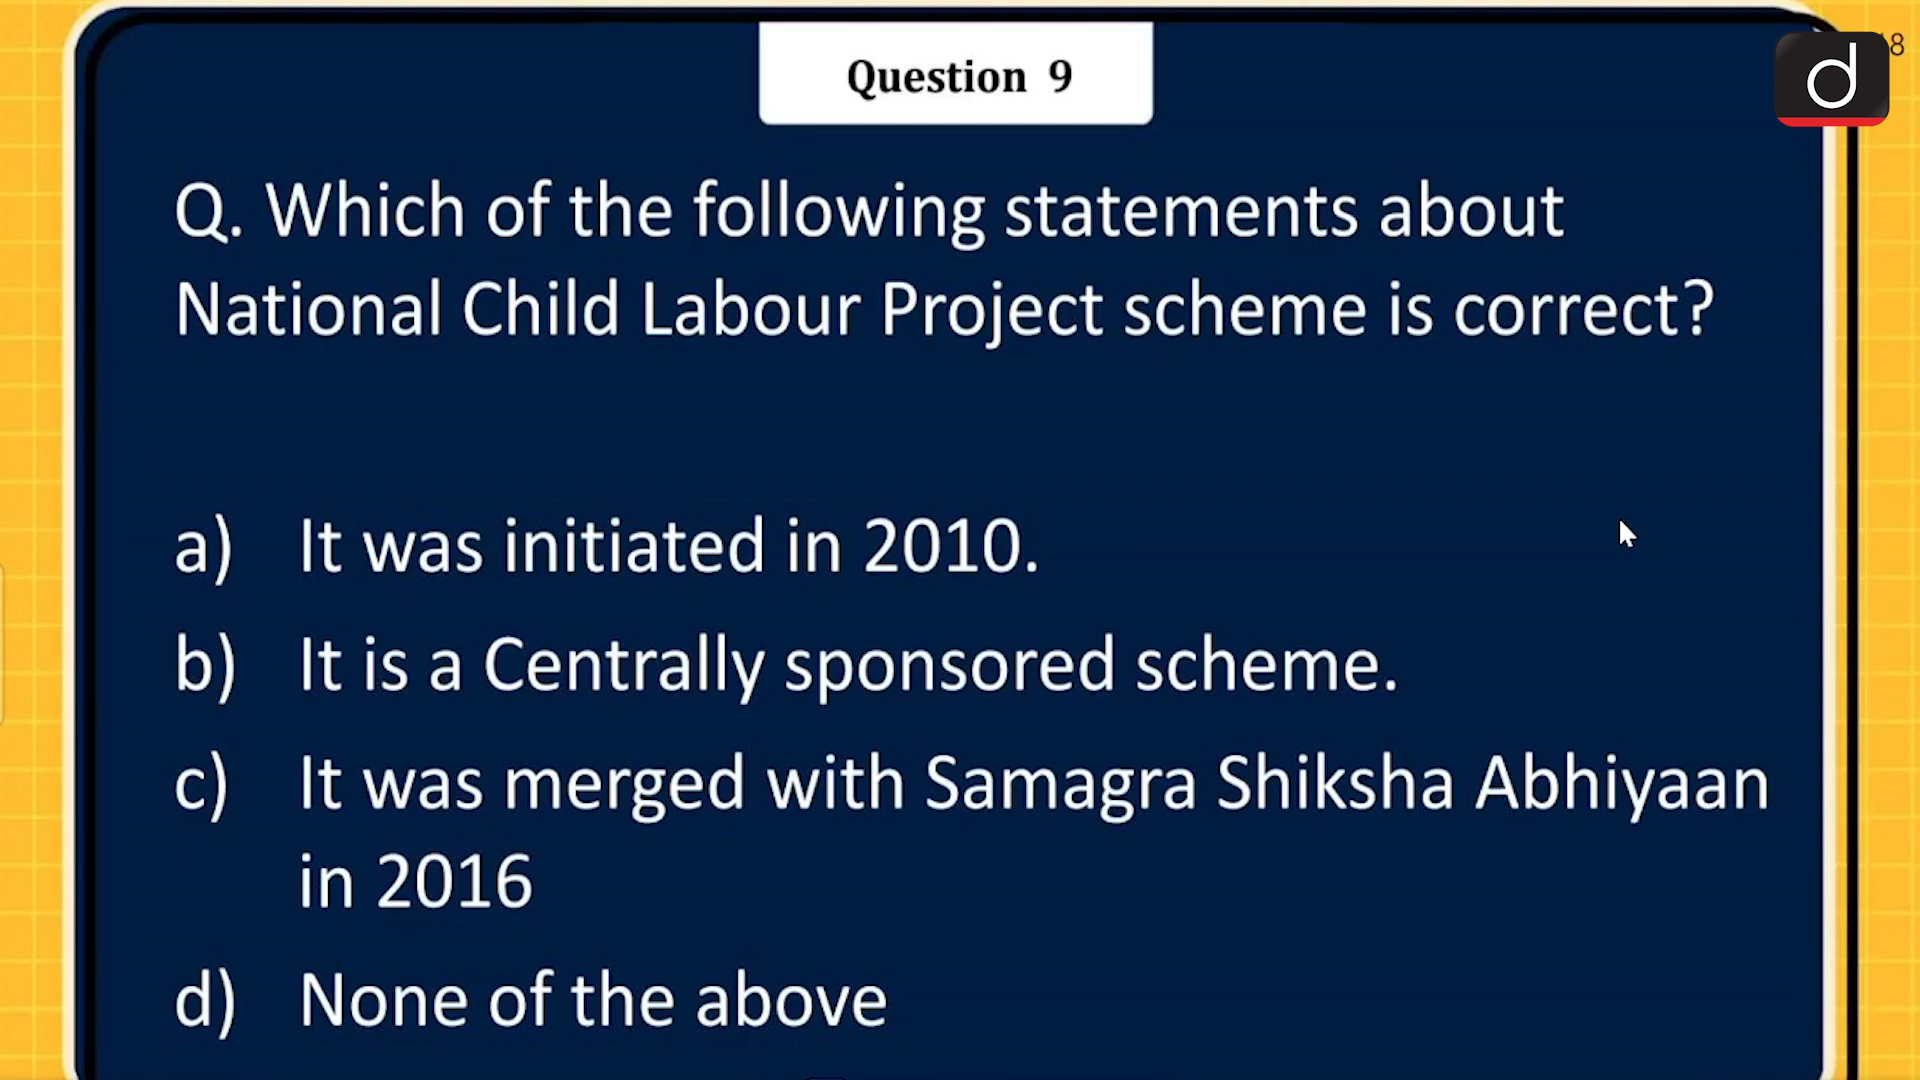 Question 9
8
d
Q. Which of the following statements about
National Child Labour Project scheme is correct?
a) It was initiated in 2010.
b) It is a Centrally sponsored scheme.
c) It was merged with Samagra Shiksha Abhiyaan
in 2016
d) None of the above